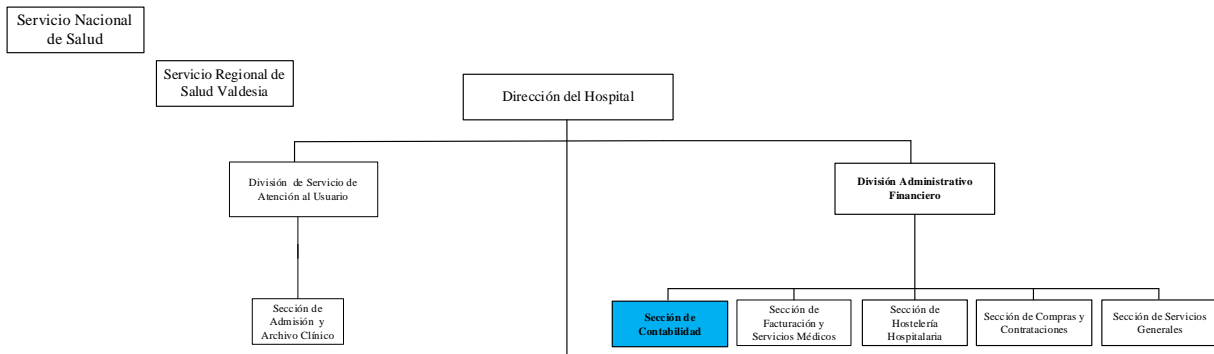 Servicio Nacional
de Salud
Servicio Regional de
Salud Valdesia
Dirección del Hospital
División  de Servicio de
Atención al Usuario
División Administrativo
Financiero
Sección de
Admisión  y
Archivo Clínico
Sección de
Contabilidad
Sección de
Facturación y
Servicios Médicos
Sección de
Hostelería
Hospitalaria
Sección de Compras y
Contrataciones
Sección de Servicios
Generales